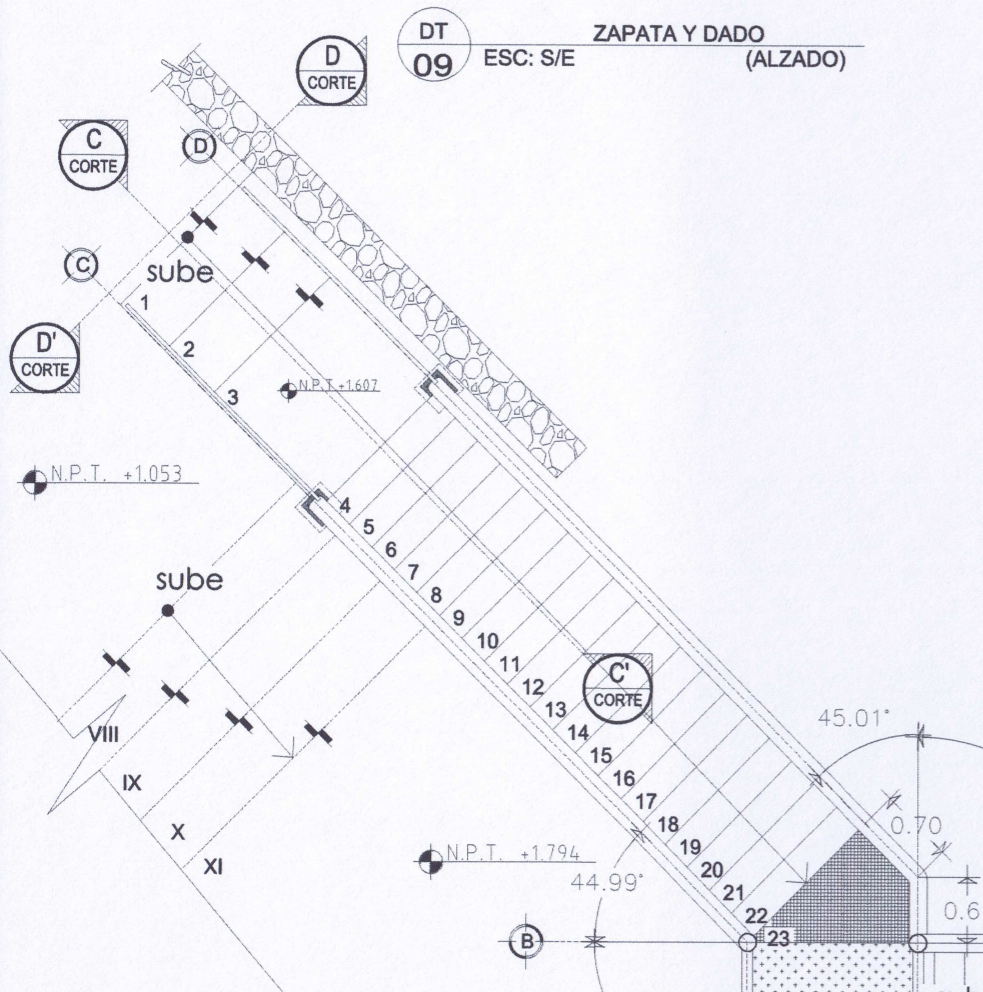 DT
09
ZAPATA Y DADO
ESC: S/E
(ALZADO)
D
CORTE
C
CORTE
D
C
sube
1
D'
CORTE
2
3
N.P.T. +1.607
N.P.T. +1.053
4
5
6
sube
7
8
9
10
11
12
C'
CORTE
13
14
15
16
17
18
19
20
21
22
23
VIII
IX
X
XI
45.01°
0.70
N.P.T. +1.794
44.99°
0.6
B